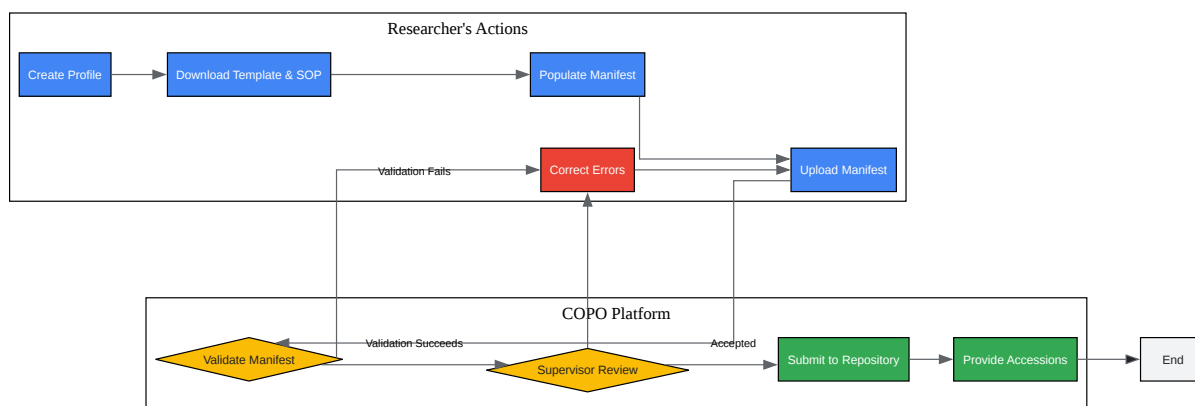 Researcher's Actions
Create Profile
Download Template & SOP
Populate Manifest
Validation Fails
Correct Errors
Upload Manifest
COPO Platform
Validate Manifest
Validation Succeeds
Supervisor Review
Accepted
Submit to Repository
Provide Accessions
End